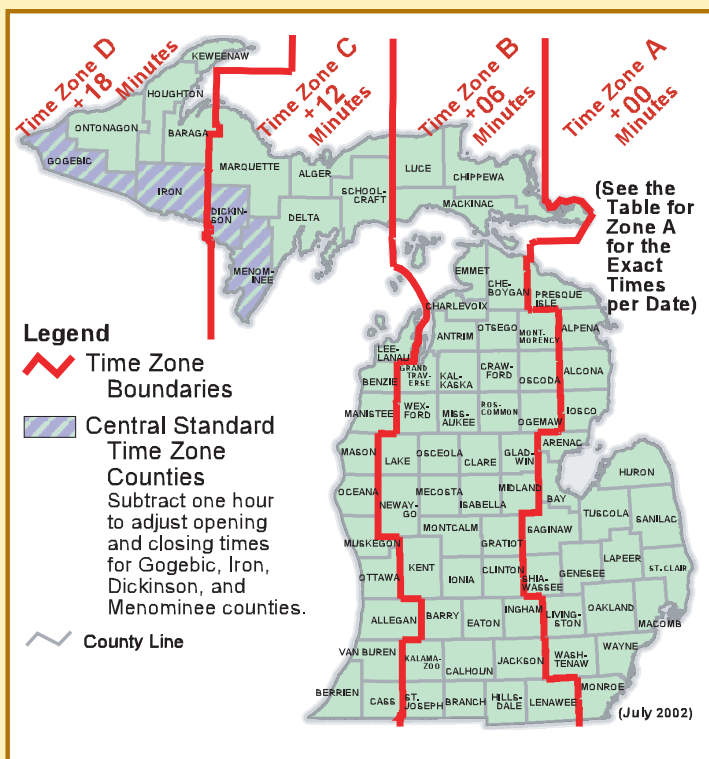 Time Zone D
+18
Minutes
Time Zone C
+12
Minutes
Time Zone B
+06
Minutes
Time Zone A
+00
Minutes
(See the
Table for
Zone A
for the
Exact
Times
per Date)
KEWEENAW
HOUGHTON
ONTONAGON
BARAGA
GOGEBIC
IRON
MARQUETTE
DICKIN-
SON
MENOM-
INEE
ALGER
DELTA
SCHOOL-
CRAFT
LUCE
CHIPPEWA
MACKINAC
EMMET
CHE-
BOYGAN
PRESQUE
ISLE
CHARLEVOIX
ANTRIM
OTSEGO
MONT-
MORENCY
ALPENA
LEE-
LANAU
BENZIE
GRAND
TRAV-
ERSE
KAL-
KASKA
CRAW-
FORD
OSCODA
ALCONA
MANISTEE
WEX-
FORD
MISS-
AUKEE
ROS-
COMMON
OGEMAW
IOSCO
ARENAC
MASON
LAKE
OSCEOLA
CLARE
GLAD-
WIN
HURON
OCEANA
NEWAY-
GO
MECOSTA
ISABELLA
MIDLAND
BAY
TUSCOLA
SANILAC
MUSKEGON
MONTCALM
GRATIOT
SAGINAW
OTTAWA
KENT
IONIA
CLINTON
SHIA-
WASSEE
GENESEE
LAPEER
ST.CLAIR
ALLEGAN
BARRY
EATON
INGHAM
LIVING-
STON
OAKLAND
MACOMB
VAN BUREN
KALAMA-
ZOO
CALHOUN
JACKSON
WASH-
TENAW
WAYNE
BERRIEN
CASS
ST.
JOSEPH
BRANCH
HILLS-
DALE
LENAWEE
MONROE
Legend
Time Zone
Boundaries
Central Standard
Time Zone
Counties
Subtract one hour
to adjust opening
and closing times
for Gogebic, Iron,
Dickinson, and
Menominee counties.
County Line
(July 2002)